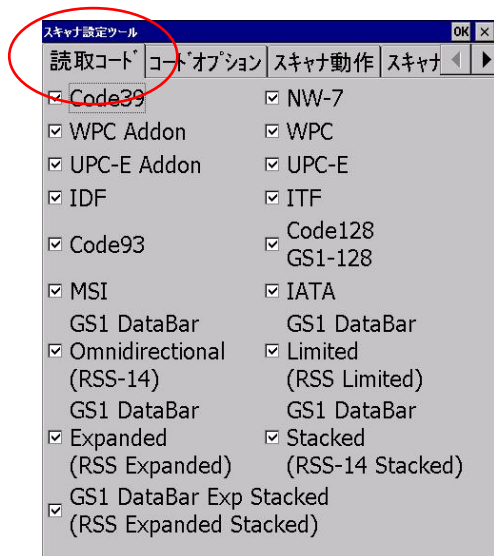 スキャナ設定ツール OK ×
読取コード コードオプション スキャナ動作 スキャナ
Code39 NW-7
WPC Addon WPC
UPC-E Addon UPC-E
IDF ITF
Code93 Code128
GS1-128
MSI IATA
GS1 DataBar GS1 DataBar
Omnidirectional Limited
(RSS-14) (RSS Limited)
GS1 DataBar GS1 DataBar
Expanded Stacked
(RSS Expanded) (RSS-14 Stacked)
GS1 DataBar Exp Stacked
(RSS Expanded Stacked)